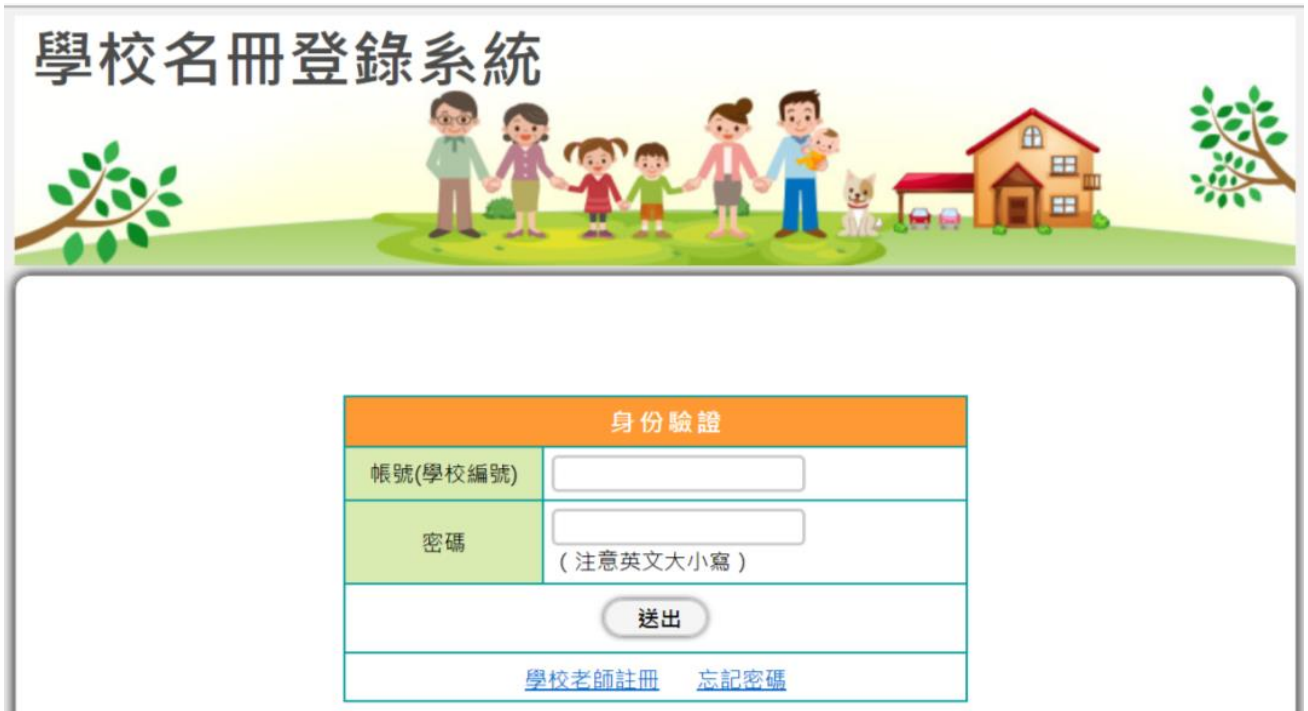 學校名冊登錄系統
身份驗證
帳號(學校編號)
密碼
(注意英文大小寫)
送出
學校老師註冊 忘記密碼